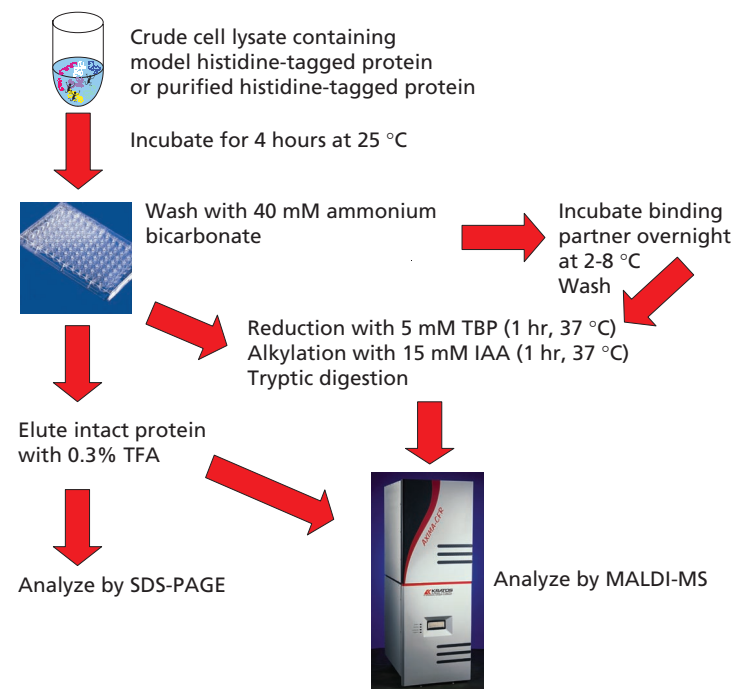 Crude cell lysate containing
model histidine-tagged protein
or purified histidine-tagged protein
Incubate for 4 hours at 25 °C
Wash with 40 mM ammonium
bicarbonate
Incubate binding
partner overnight
at 2-8 °C
Wash
Reduction with 5 mM TBP (1 hr, 37 °C)
Alkylation with 15 mM IAA (1 hr, 37 °C)
Tryptic digestion
Elute intact protein
with 0.3% TFA
AXIMA-CFR
KRATOS
Analyze by SDS-PAGE
Analyze by MALDI-MS